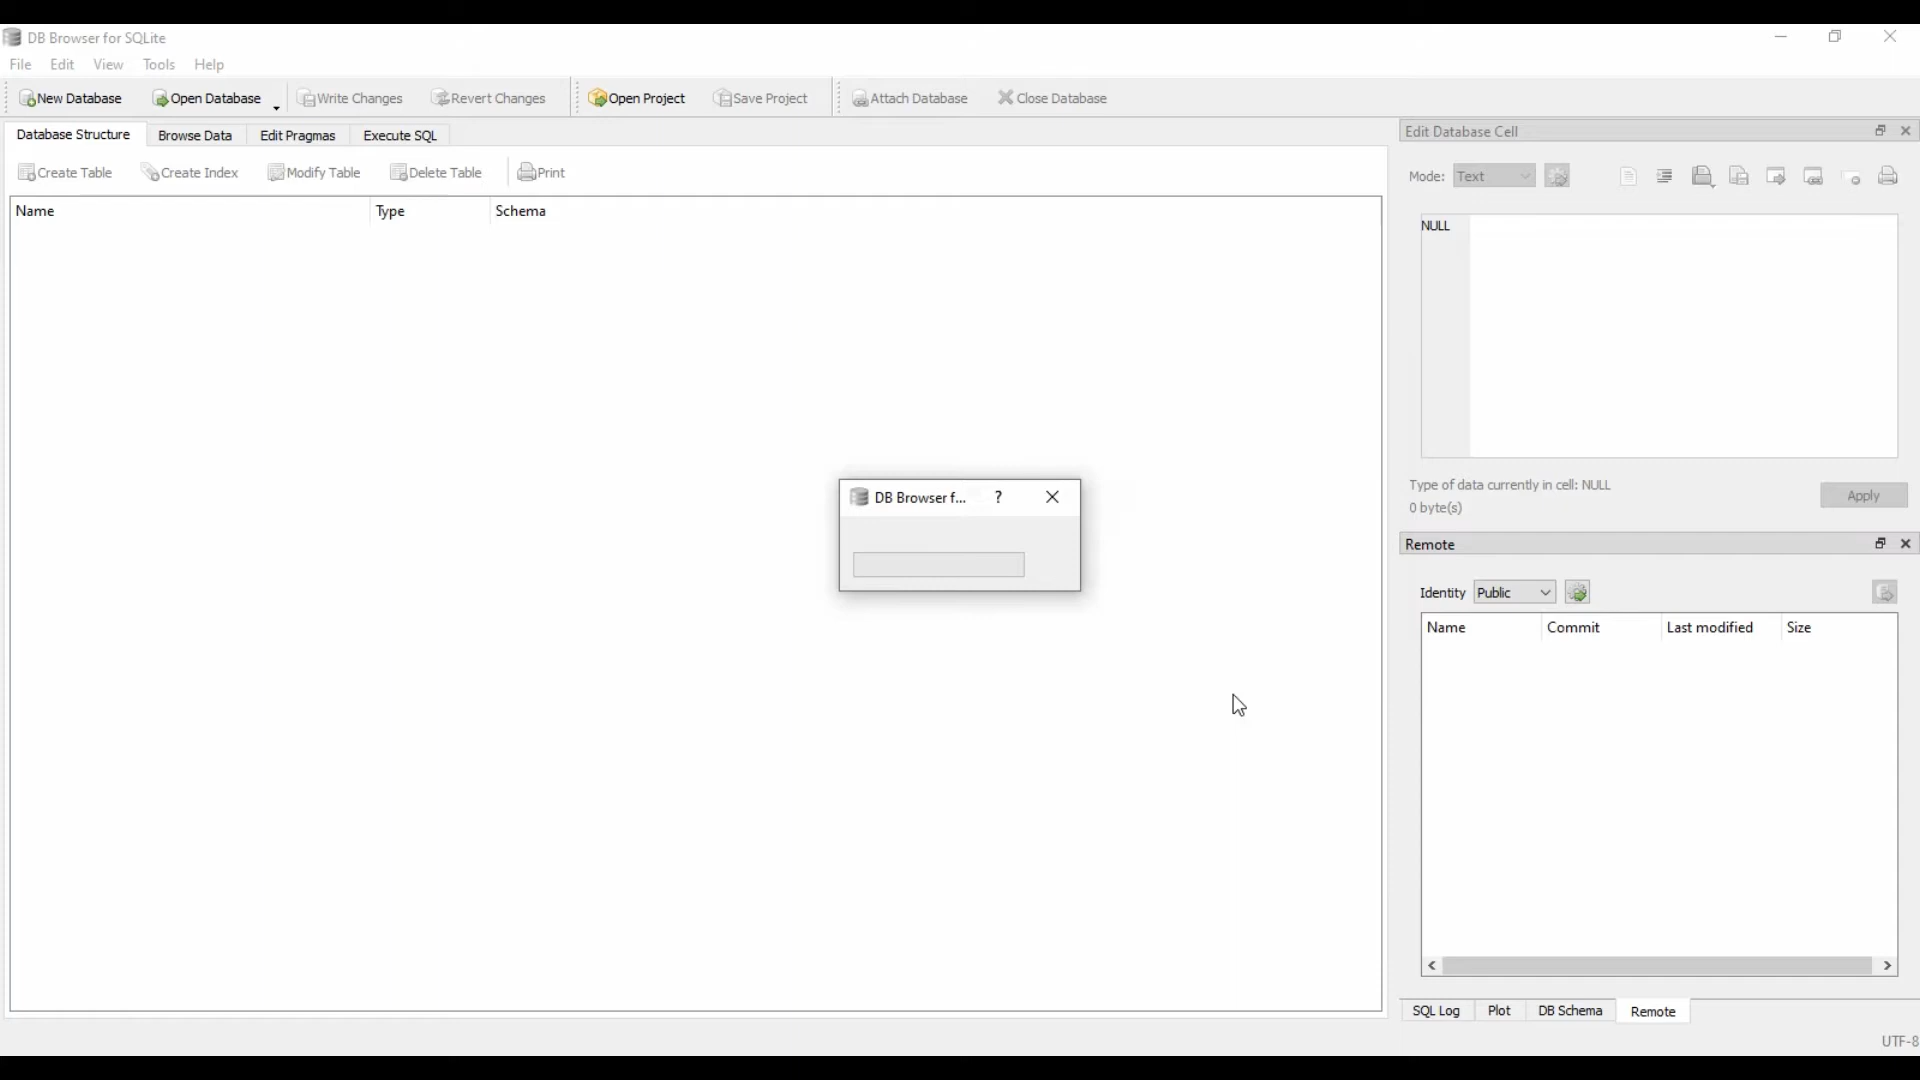 DB Browser for SQLite
File Edit View Tools Help
New Database Open Database Write Changes Revert Changes Open Project Save Project Attach Database Close Database
Database Structure Browse Data Edit Pragmas Execute SQL
Create Table Create Index Modify Table Delete Table Print
Name Type Schema
DB Browser f... ?
Edit Database Cell
Mode: Text
NULL
Type of data currently in cell: NULL
0 byte(s)
Apply
Remote
Identity Public
Name Commit Last modified Size
SQL Log Plot DB Schema Remote
UTF-8